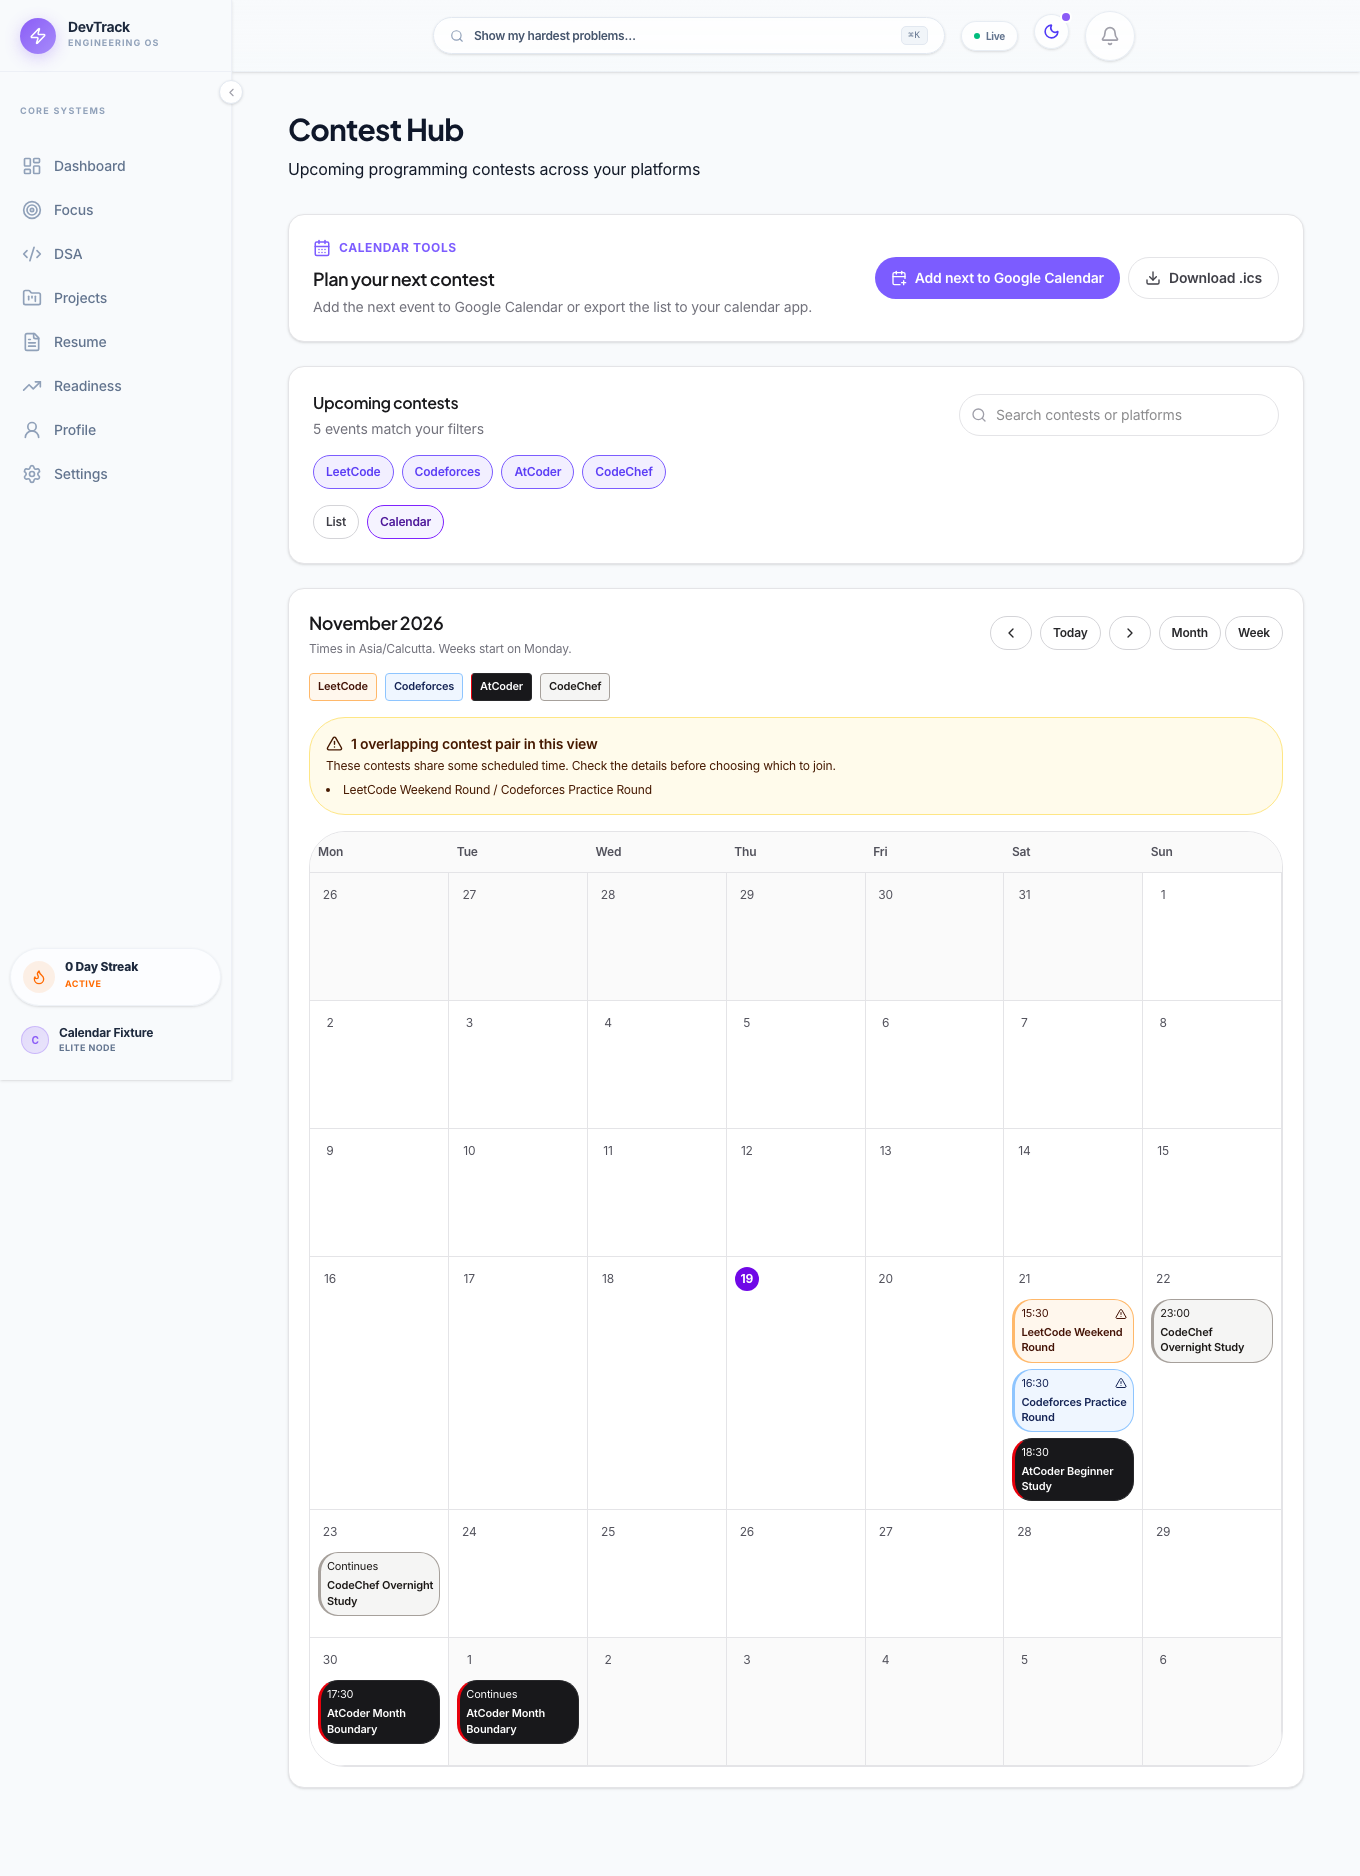 DevTrack
ENGINEERING OS
Show my hardest problems...
⌘K
Live
CORE SYSTEMS
Dashboard
Focus
DSA
Projects
Resume
Readiness
Profile
Settings
0 Day Streak
ACTIVE
C
Calendar Fixture
ELITE NODE
Contest Hub
Upcoming programming contests across your platforms
CALENDAR TOOLS
Plan your next contest
Add the next event to Google Calendar or export the list to your calendar app.
Add next to Google Calendar
Download .ics
Upcoming contests
5 events match your filters
Search contests or platforms
LeetCode Codeforces AtCoder CodeChef
List Calendar
November 2026
Times in Asia/Calcutta. Weeks start on Monday.
Today Month Week
LeetCode Codeforces AtCoder CodeChef
1 overlapping contest pair in this view
These contests share some scheduled time. Check the details before choosing which to join.
• LeetCode Weekend Round / Codeforces Practice Round
Mon Tue Wed Thu Fri Sat Sun
26 27 28 29 30 31 1
2 3 4 5 6 7 8
9 10 11 12 13 14 15
16 17 18 19 20 21 22
15:30
LeetCode Weekend
Round
16:30
Codeforces Practice
Round
18:30
AtCoder Beginner
Study
23:00
CodeChef
Overnight Study
23 24 25 26 27 28 29
Continues
CodeChef Overnight
Study
30 1 2 3 4 5 6
17:30
AtCoder Month
Boundary
Continues
AtCoder Month
Boundary